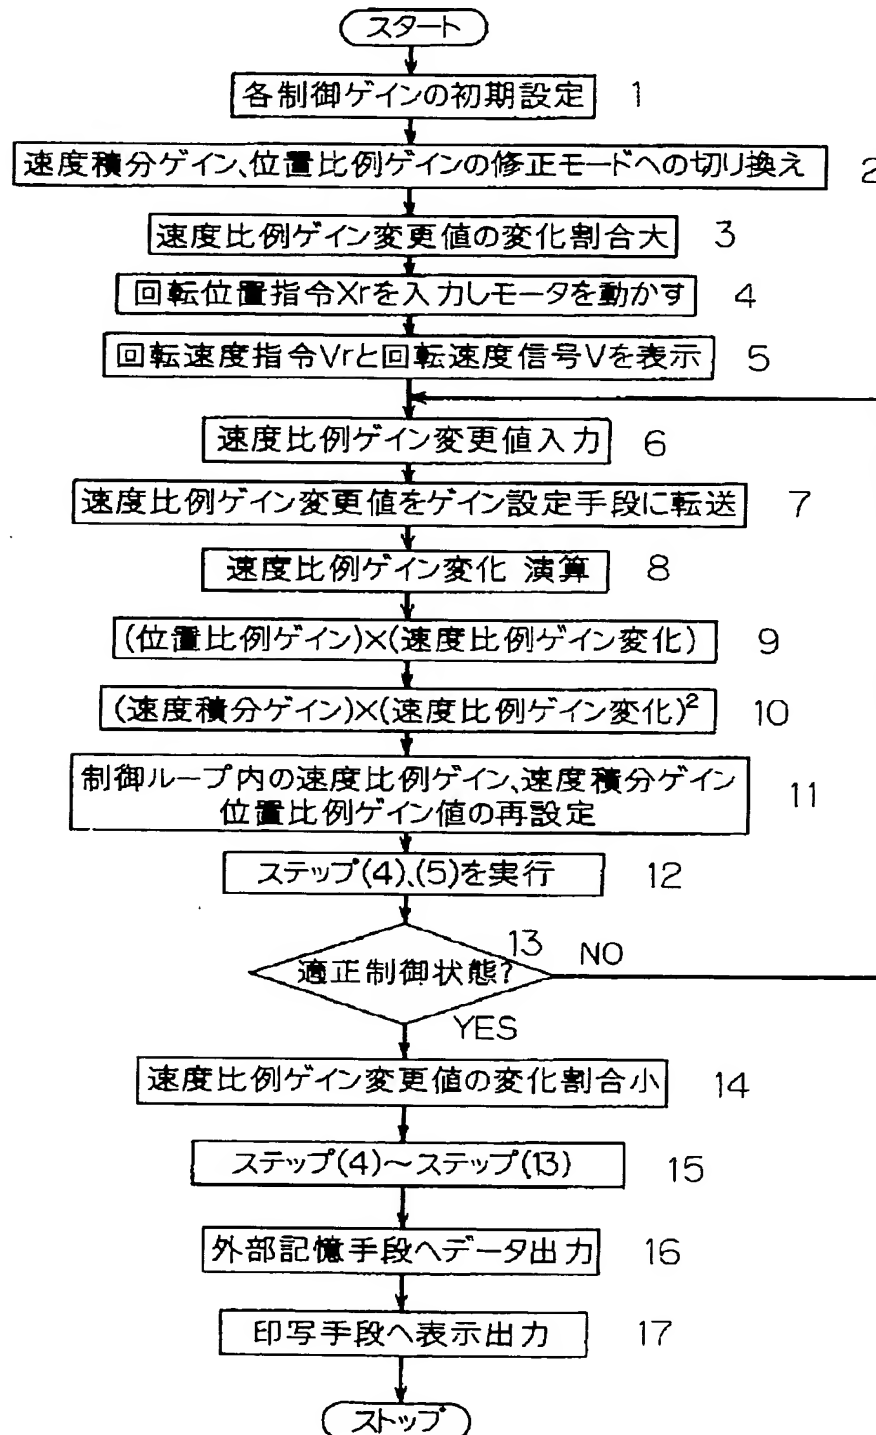 スタート
各制御ゲインの初期設定 1
速度積分ゲイン、位置比例ゲインの修正モードへの切り換え 2
速度比例ゲイン変更値の変化割合大 3
回転位置指令Xrを入力しモータを動かす 4
回転速度指令Vrと回転速度信号Vを表示 5
速度比例ゲイン変更値入力 6
速度比例ゲイン変更値をゲイン設定手段に転送 7
速度比例ゲイン変化 演算 8
(位置比例ゲイン)×(速度比例ゲイン変化) 9
(速度積分ゲイン)×(速度比例ゲイン変化)² 10
制御ループ内の速度比例ゲイン、速度積分ゲイン
位置比例ゲイン値の再設定 11
ステップ(4)、(5)を実行 12
13
適正制御状態? NO
YES
速度比例ゲイン変更値の変化割合小 14
ステップ(4)～ステップ(13) 15
外部記憶手段へデータ出力 16
印写手段へ表示出力 17
ストップ